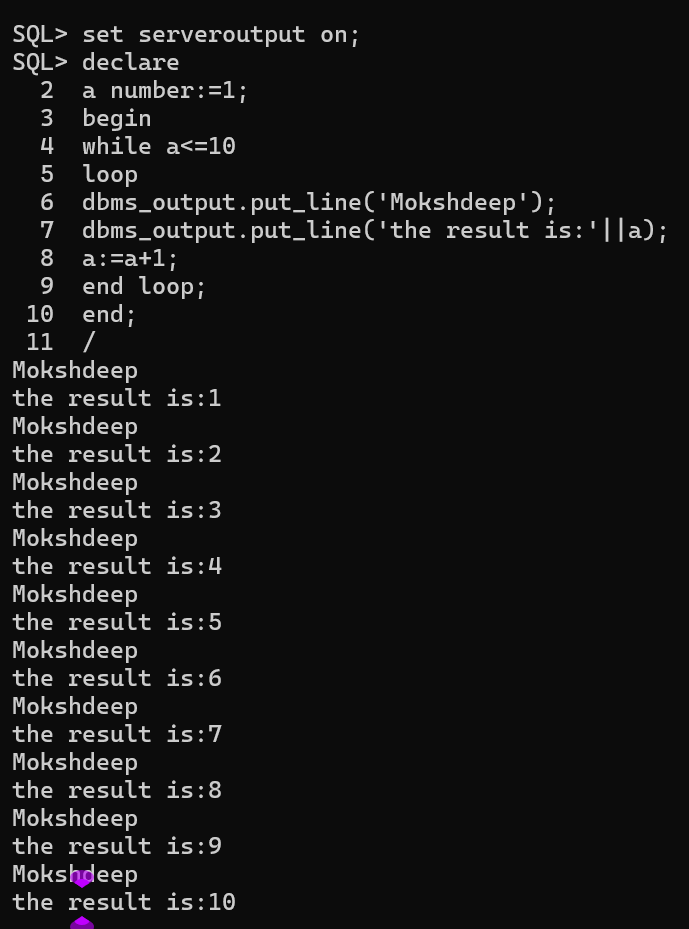 SQL> set serveroutput on;
SQL> declare
  2  a number:=1;
  3  begin
  4  while a<=10
  5  loop
  6  dbms_output.put_line('Mokshdeep');
  7  dbms_output.put_line('the result is:'||a);
  8  a:=a+1;
  9  end loop;
 10  end;
 11  /
Mokshdeep
the result is:1
Mokshdeep
the result is:2
Mokshdeep
the result is:3
Mokshdeep
the result is:4
Mokshdeep
the result is:5
Mokshdeep
the result is:6
Mokshdeep
the result is:7
Mokshdeep
the result is:8
Mokshdeep
the result is:9
Mokshdeep
the result is:10